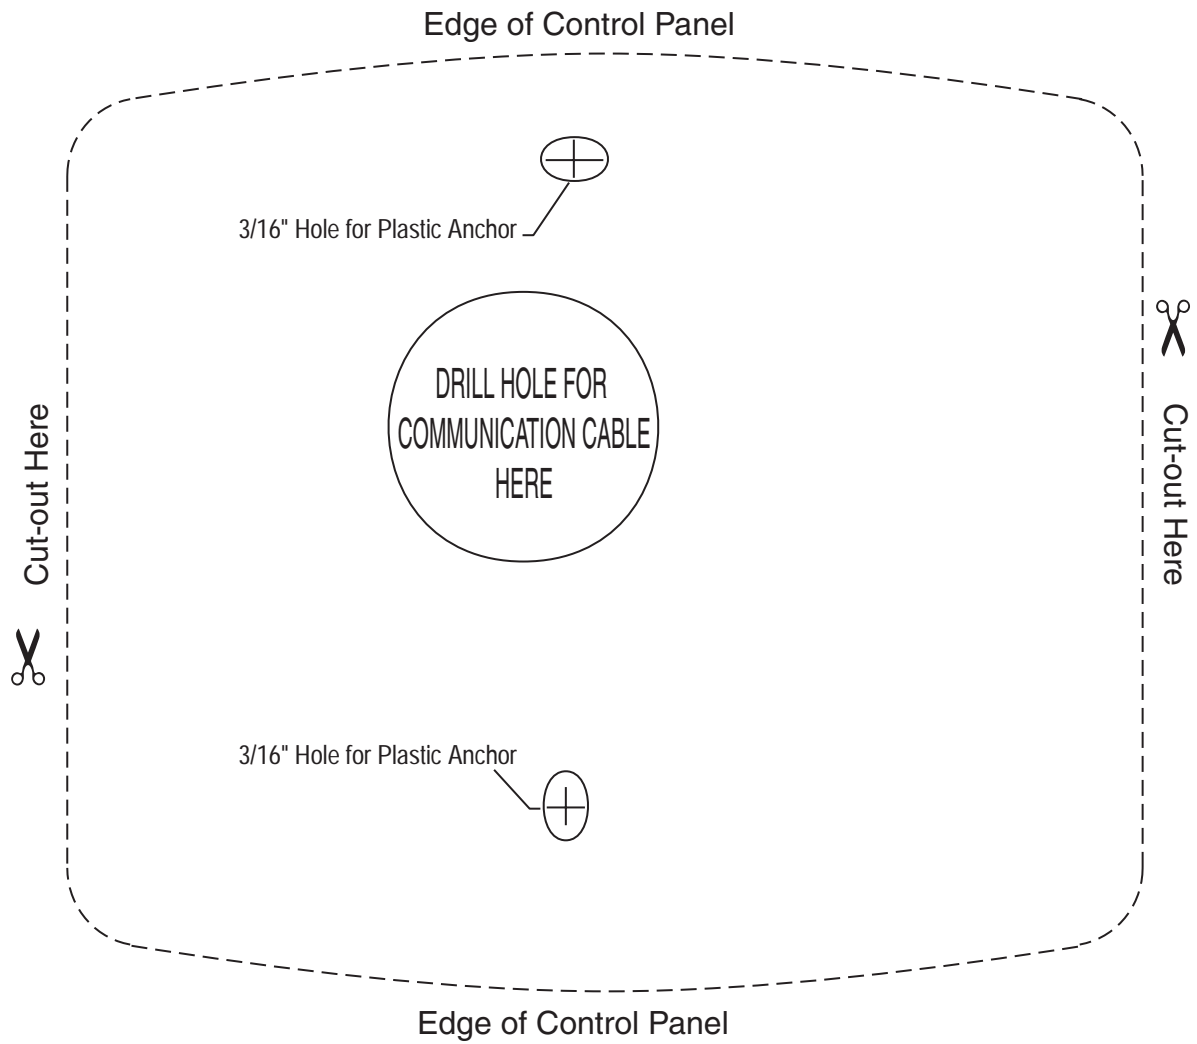 Edge of Control Panel
3/16" Hole for Plastic Anchor
DRILL HOLE FOR
COMMUNICATION CABLE
HERE
Cut-out Here
Cut-out Here
3/16" Hole for Plastic Anchor
Edge of Control Panel